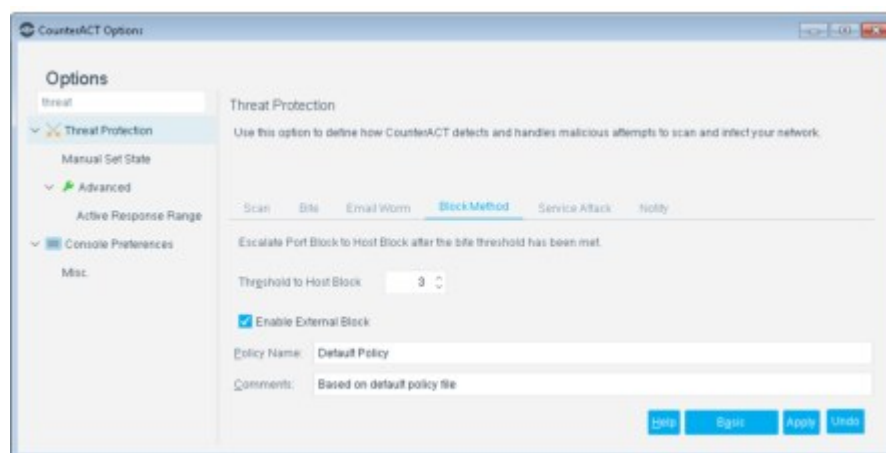 CounterACT Options
Options
threat
Threat Protection
Manual Set State
Advanced
Active Response Range
Console Preferences
Misc.
Threat Protection
Use this option to define how CounterACT detects and handles malicious attempts to scan and infect your network.
Scan Bite Email Worm Block Method Service Attack Notify
Escalate Port Block to Host Block after the bite threshold has been met.
Threshold to Host Block 3
Enable External Block
Policy Name: Default Policy
Comments: Based on default policy file
Help Basic Apply Undo